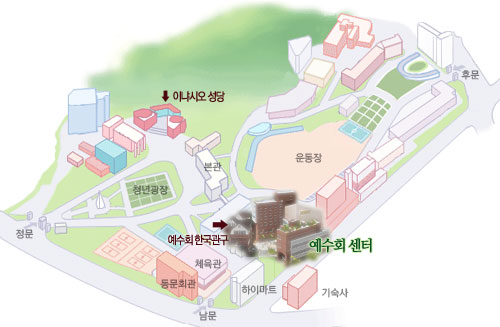 이냐시오 성당
후문
본관
운동장
청년광장
정문
예수회 한국관구
예수회 센터
체육관
동문회관
하이마트
기숙사
남문